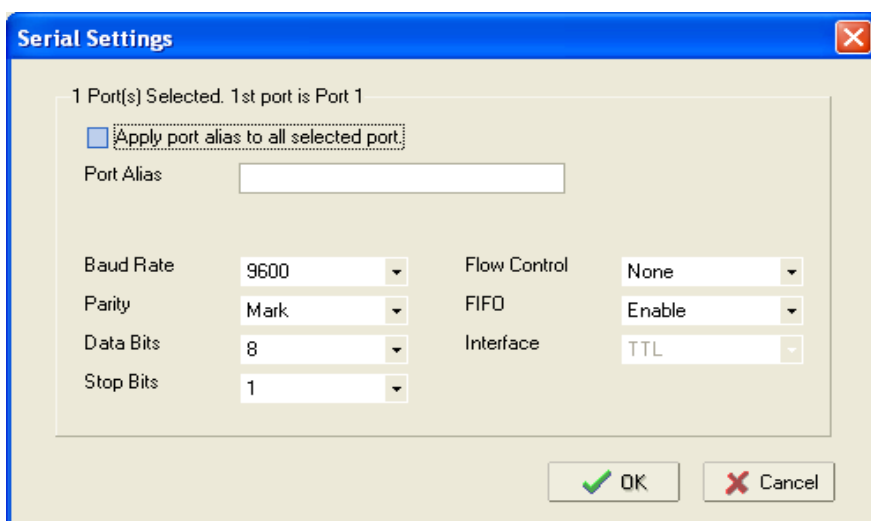 Serial Settings
1 Port(s) Selected. 1st port is Port 1
Apply port alias to all selected port.
Port Alias
Baud Rate 9600 Flow Control None
Parity Mark FIFO Enable
Data Bits 8 Interface TTL
Stop Bits 1
OK Cancel